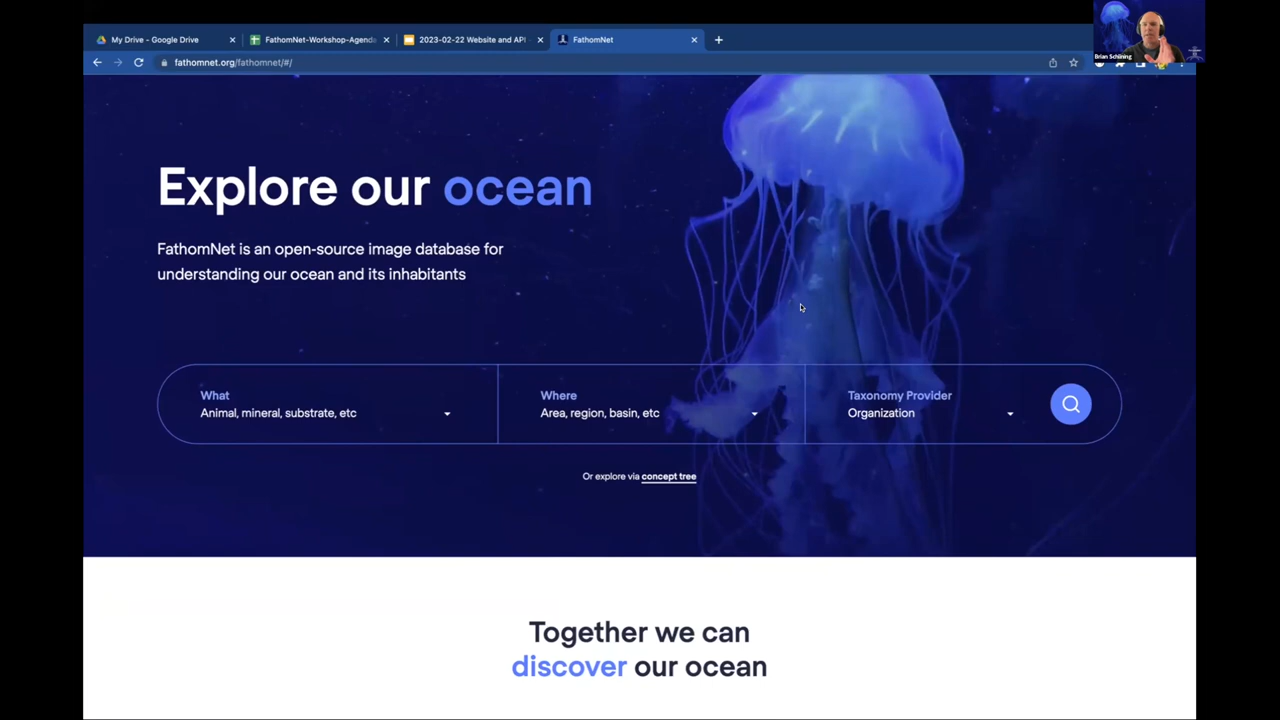 My Drive - Google Drive
FathomNet-Workshop-Agenda
2023-02-22 Website and API -
FathomNet
fathomnet.org/fathomnet/#/
Brian Schlining
Explore our ocean
FathomNet is an open-source image database for
understanding our ocean and its inhabitants
What
Animal, mineral, substrate, etc
Where
Area, region, basin, etc
Taxonomy Provider
Organization
Or explore via concept tree
Together we can
discover our ocean